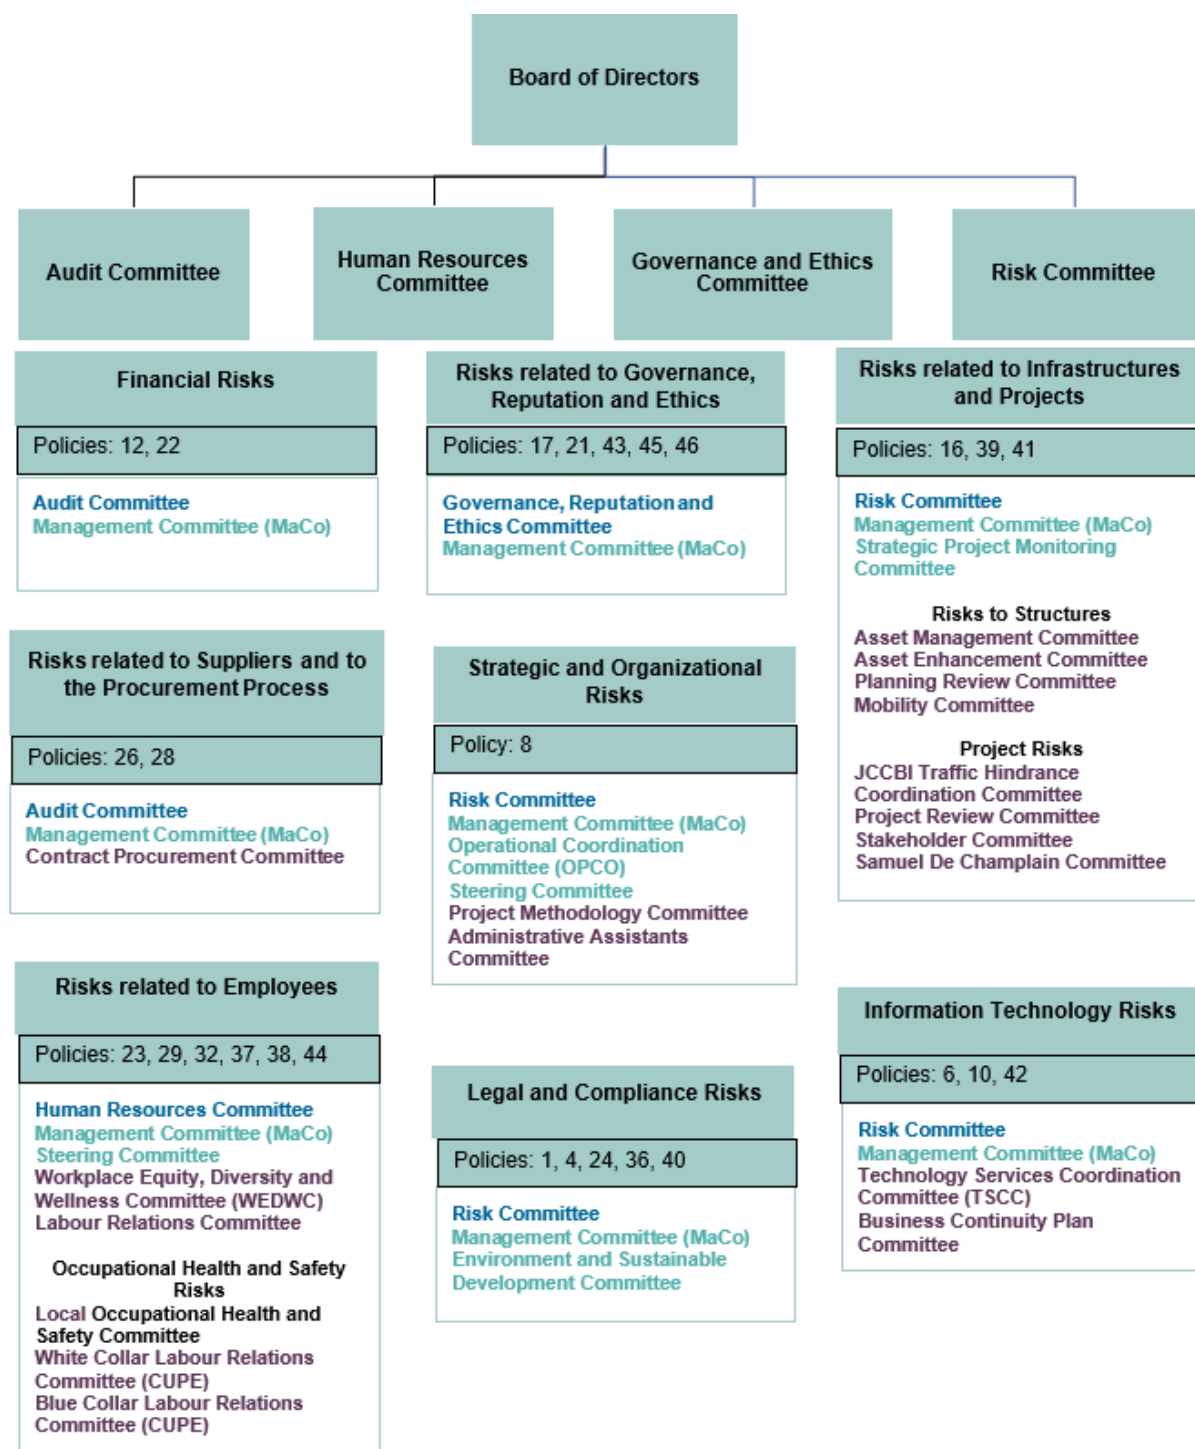 Board of Directors
Audit Committee
Human Resources
Committee
Governance and Ethics
Committee
Risk Committee
Financial Risks
Policies: 12, 22
Audit Committee
Management Committee (MaCo)
Risks related to Governance,
Reputation and Ethics
Policies: 17, 21, 43, 45, 46
Governance, Reputation and
Ethics Committee
Management Committee (MaCo)
Risks related to Infrastructures
and Projects
Policies: 16, 39, 41
Risk Committee
Management Committee (MaCo)
Strategic Project Monitoring
Committee
Risks to Structures
Asset Management Committee
Asset Enhancement Committee
Planning Review Committee
Mobility Committee
Project Risks
JCCBI Traffic Hindrance
Coordination Committee
Project Review Committee
Stakeholder Committee
Samuel De Champlain Committee
Risks related to Suppliers and to
the Procurement Process
Policies: 26, 28
Audit Committee
Management Committee (MaCo)
Contract Procurement Committee
Strategic and Organizational
Risks
Policy: 8
Risk Committee
Management Committee (MaCo)
Operational Coordination
Committee (OPCO)
Steering Committee
Project Methodology Committee
Administrative Assistants
Committee
Risks related to Employees
Policies: 23, 29, 32, 37, 38, 44
Human Resources Committee
Management Committee (MaCo)
Steering Committee
Workplace Equity, Diversity and
Wellness Committee (WEDWC)
Labour Relations Committee
Occupational Health and Safety
Risks
Local Occupational Health and
Safety Committee
White Collar Labour Relations
Committee (CUPE)
Blue Collar Labour Relations
Committee (CUPE)
Legal and Compliance Risks
Policies: 1, 4, 24, 36, 40
Risk Committee
Management Committee (MaCo)
Environment and Sustainable
Development Committee
Information Technology Risks
Policies: 6, 10, 42
Risk Committee
Management Committee (MaCo)
Technology Services Coordination
Committee (TSCC)
Business Continuity Plan
Committee